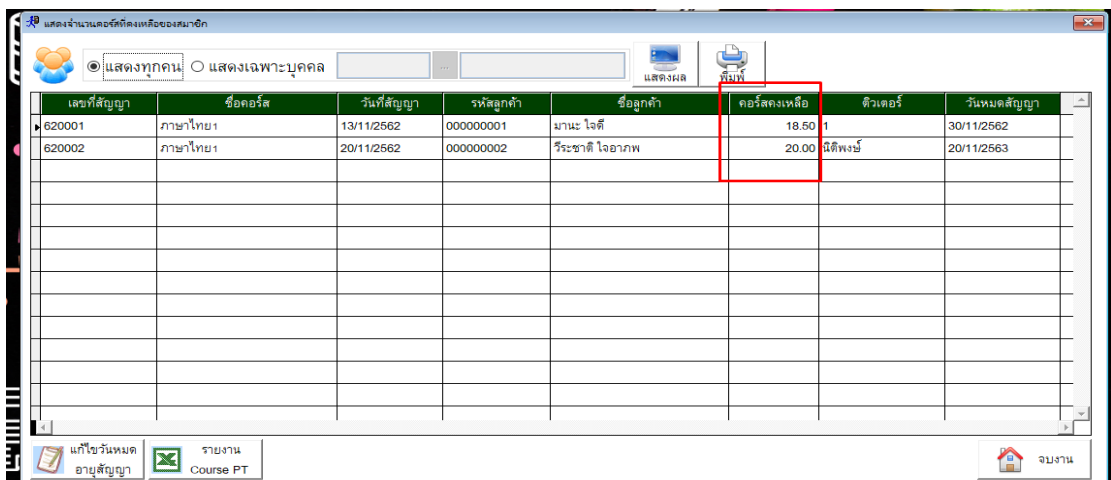 แสดงจำนวนคอร์สที่คงเหลือของสมาชิก
แสดงทุกคน แสดงเฉพาะบุคคล ... แสดงผล พิมพ์
เลขที่สัญญา ชื่อคอร์ส วันที่สัญญา รหัสลูกค้า ชื่อลูกค้า คอร์สคงเหลือ ติวเตอร์ วันหมดสัญญา
620001 ภาษาไทย1 13/11/2562 000000001 มานะ ใจดี 18.50 1 30/11/2562
620002 ภาษาไทย1 20/11/2562 000000002 วีระชาติ ใจอาภพ 20.00 นิติพงษ์ 20/11/2563
แก้ไขวันหมด
อายุสัญญา
รายงาน
Course PT
จบงาน